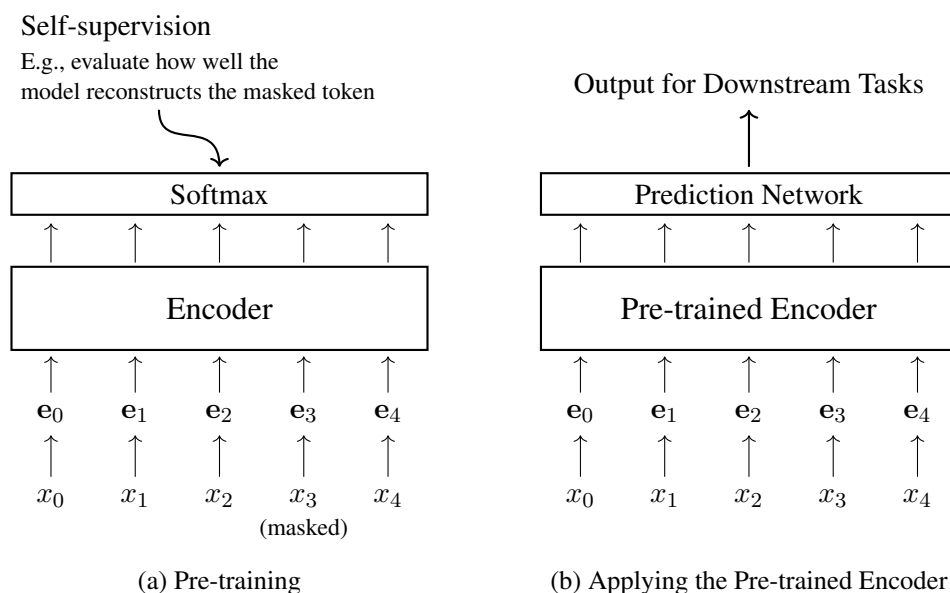 Self-supervision
E.g., evaluate how well the
model reconstructs the masked token
Softmax
Encoder
e₀ e₁ e₂ e₃ e₄
x₀ x₁ x₂ x₃ x₄
(masked)
(a) Pre-training
Output for Downstream Tasks
Prediction Network
Pre-trained Encoder
e₀ e₁ e₂ e₃ e₄
x₀ x₁ x₂ x₃ x₄
(b) Applying the Pre-trained Encoder